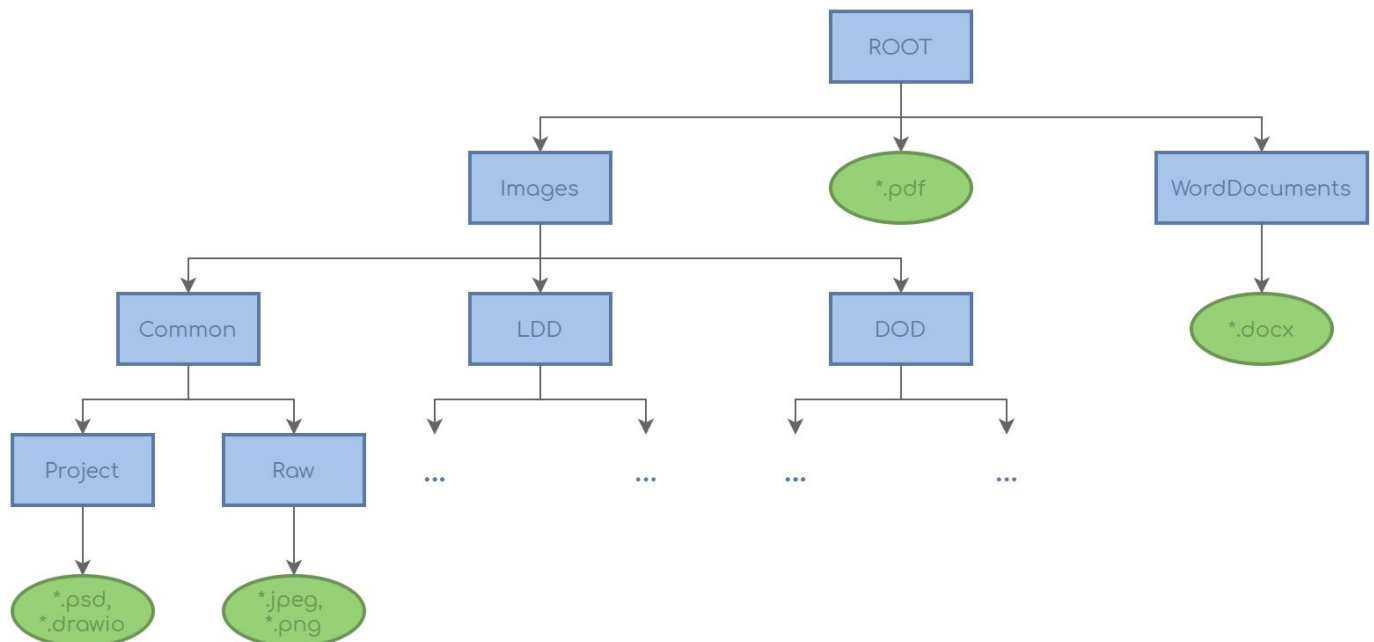 ROOT
Images
*.pdf
WordDocuments
Common
LDD
DOD
*.docx
Project
Raw
...
...
...
...
*.psd,
*.drawio
*.jpeg,
*.png